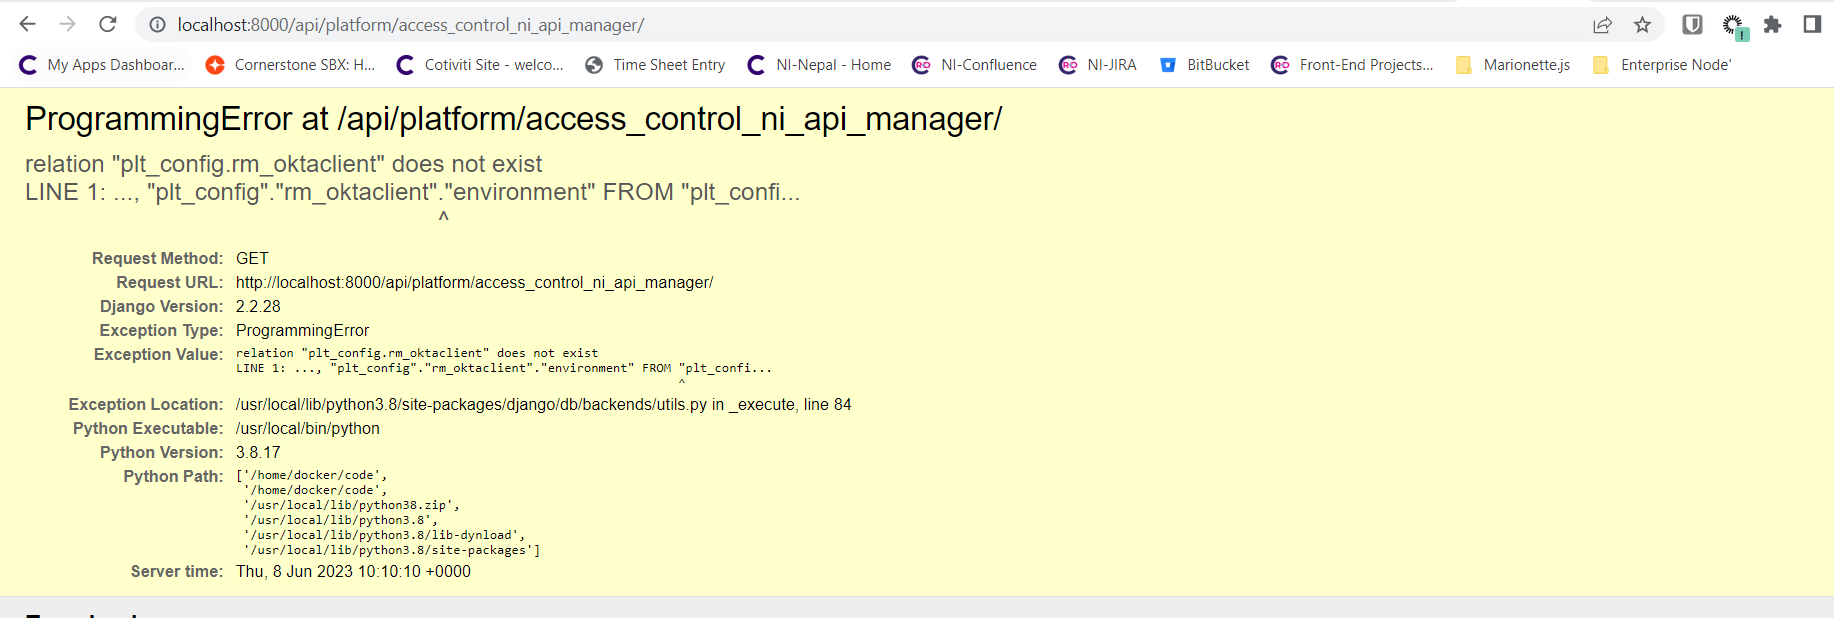 localhost:8000/api/platform/access_control_ni_api_manager/
My Apps Dashboar... Cornerstone SBX: H... Cotiviti Site - welco... Time Sheet Entry NI-Nepal - Home NI-Confluence NI-JIRA BitBucket Front-End Projects... Marionette.js Enterprise Node'
ProgrammingError at /api/platform/access_control_ni_api_manager/
relation "plt_config.rm_oktaclient" does not exist
LINE 1: ..., "plt_config"."rm_oktaclient"."environment" FROM "plt_confi...
^
Request Method: GET
Request URL: http://localhost:8000/api/platform/access_control_ni_api_manager/
Django Version: 2.2.28
Exception Type: ProgrammingError
Exception Value: relation "plt_config.rm_oktaclient" does not exist
LINE 1: ..., "plt_config"."rm_oktaclient"."environment" FROM "plt_confi...
^
Exception Location: /usr/local/lib/python3.8/site-packages/django/db/backends/utils.py in _execute, line 84
Python Executable: /usr/local/bin/python
Python Version: 3.8.17
Python Path: ['/home/docker/code',
'/home/docker/code',
'/usr/local/lib/python38.zip',
'/usr/local/lib/python3.8',
'/usr/local/lib/python3.8/lib-dynload',
'/usr/local/lib/python3.8/site-packages']
Server time: Thu, 8 Jun 2023 10:10:10 +0000